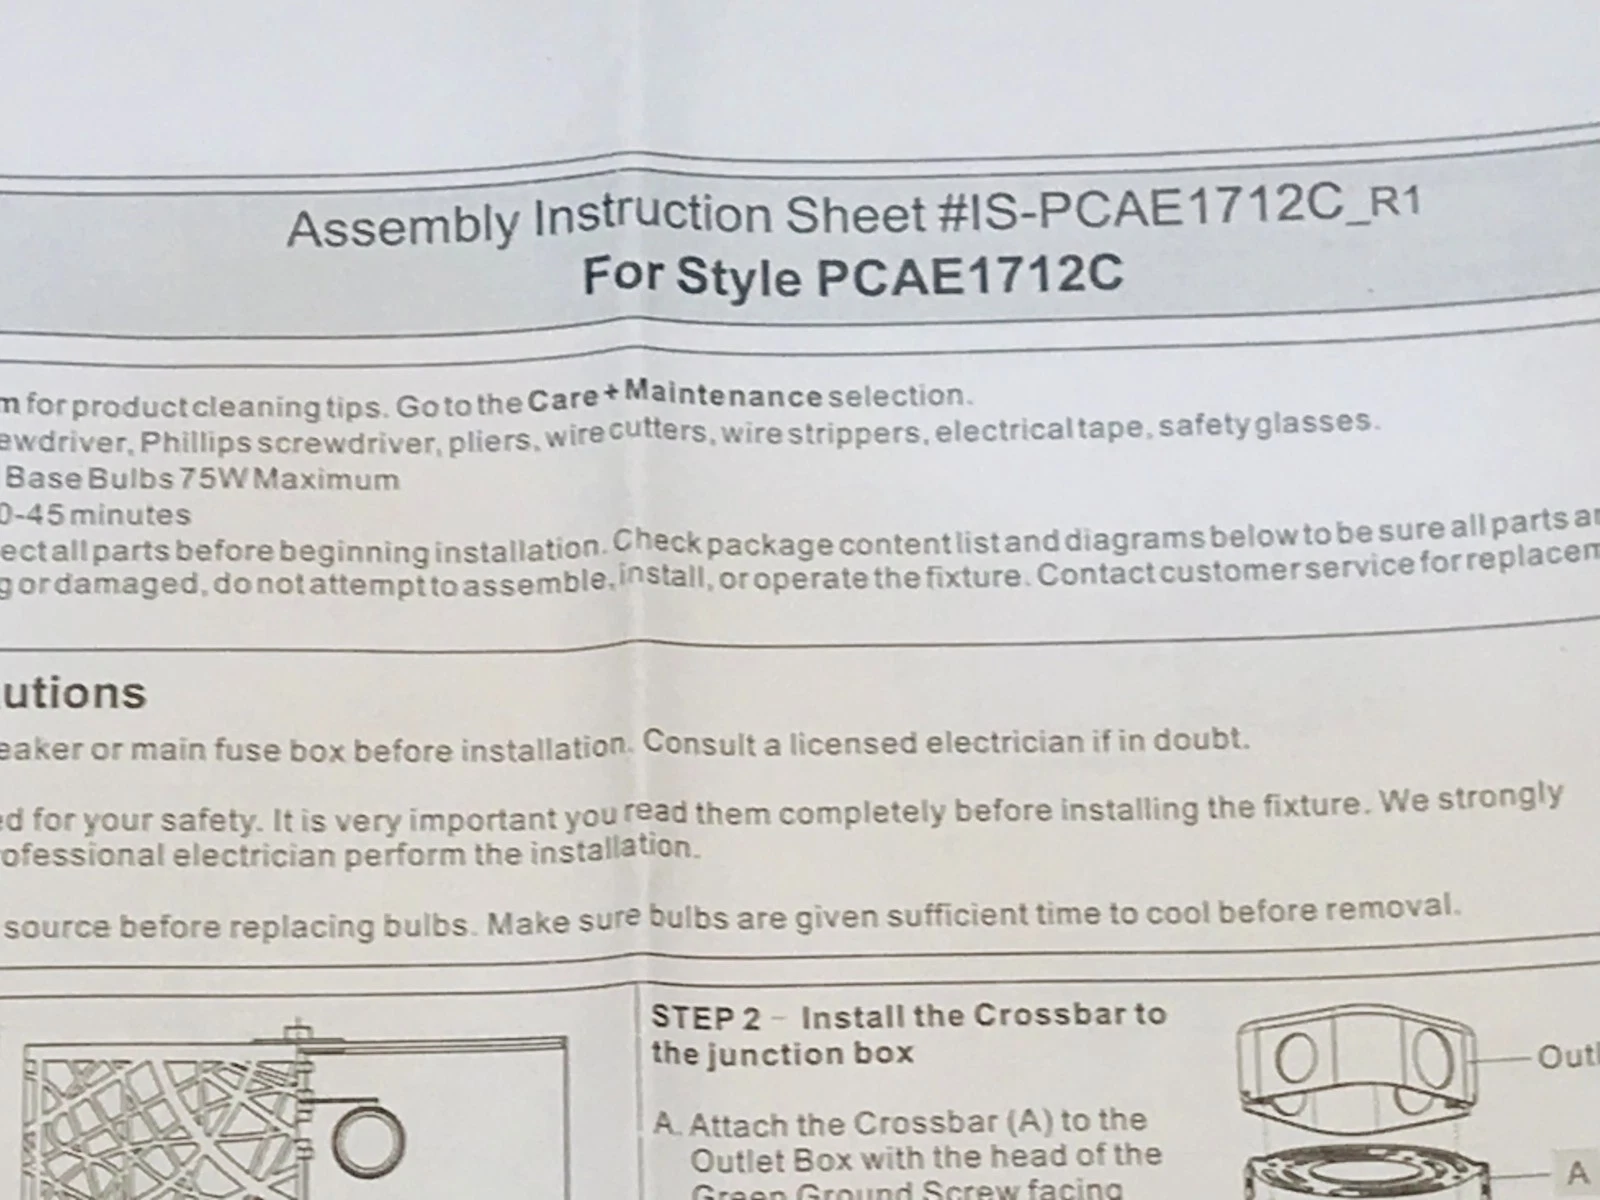 Assembly Instruction Sheet #IS-PCAE1712C_R1
For Style PCAE1712C
m for product cleaning tips. Go to the Care + Maintenance selection.
ewdriver, Phillips screwdriver, pliers, wire cutters, wire strippers, electrical tape, safety glasses.
Base Bulbs 75W Maximum
0-45 minutes
ect all parts before beginning installation. Check package content list and diagrams below to be sure all parts ar
g or damaged, do not attempt to assemble, install, or operate the fixture. Contact customer service for replacem
utions
eaker or main fuse box before installation. Consult a licensed electrician if in doubt.
ed for your safety. It is very important you read them completely before installing the fixture. We strongly
ofessional electrician perform the installation.
source before replacing bulbs. Make sure bulbs are given sufficient time to cool before removal.
STEP 2 - Install the Crossbar to
the junction box
A. Attach the Crossbar (A) to the
Outlet Box with the head of the
Green Ground Screw facing
Outl
A